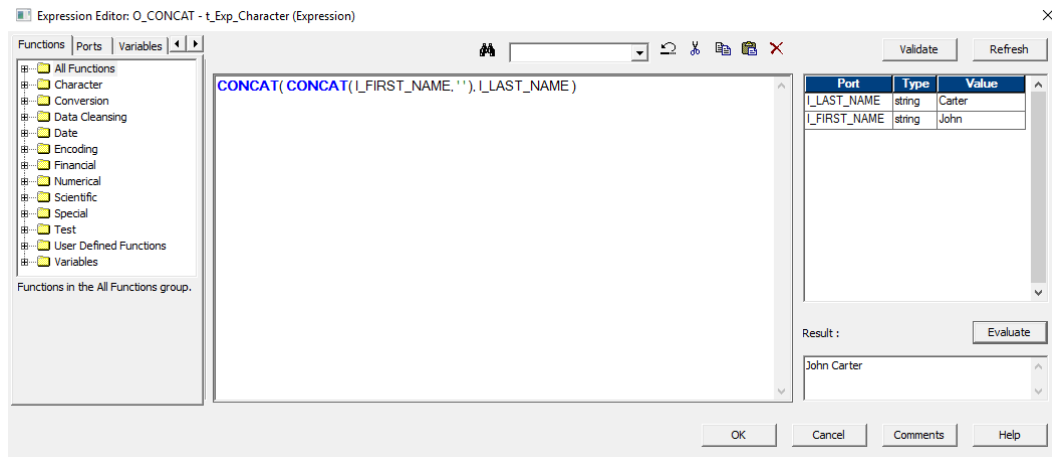 Expression Editor: O_CONCAT - t_Exp_Character (Expression)
Functions Ports Variables
Validate Refresh
All Functions
Character
Conversion
Data Cleansing
Date
Encoding
Financial
Numerical
Scientific
Special
Test
User Defined Functions
Variables
Functions in the All Functions group.
CONCAT( CONCAT( I_FIRST_NAME, ' ' ), I_LAST_NAME )
Port Type Value
I_LAST_NAME string Carter
I_FIRST_NAME string John
Result : Evaluate
John Carter
OK Cancel Comments Help